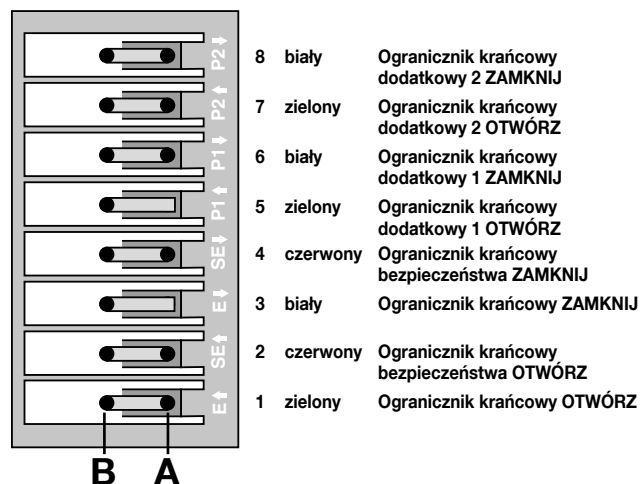 P2
8 biały Ogranicznik krańcowy
dodatkowy 2 ZAMKNIJ
P2
7 zielony Ogranicznik krańcowy
dodatkowy 2 OTWÓRZ
P1
6 biały Ogranicznik krańcowy
dodatkowy 1 ZAMKNIJ
P1
5 zielony Ogranicznik krańcowy
dodatkowy 1 OTWÓRZ
SE
4 czerwony Ogranicznik krańcowy
bezpieczeństwa ZAMKNIJ
E
3 biały Ogranicznik krańcowy ZAMKNIJ
SE
2 czerwony Ogranicznik krańcowy
bezpieczeństwa OTWÓRZ
E
1 zielony Ogranicznik krańcowy OTWÓRZ
B A